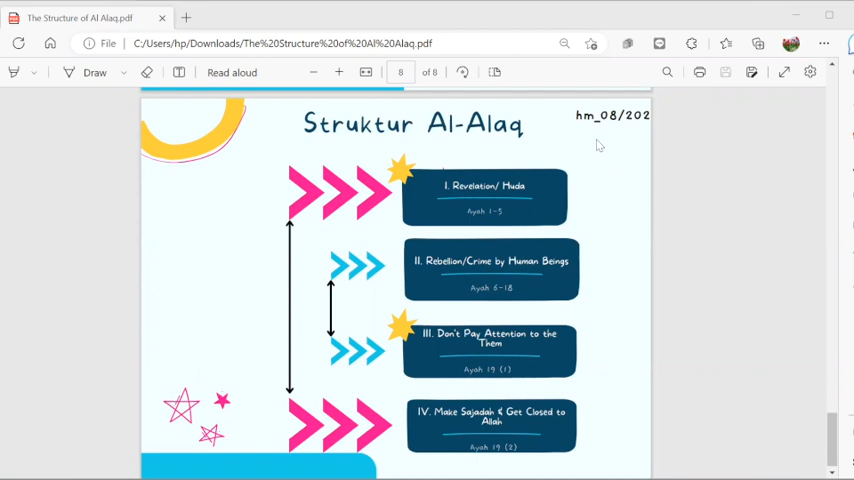 The Structure of Al Alaq.pdf
File
C:/Users/hp/Downloads/The%20Structure%20of%20Al%20Alaq.pdf
Draw
Read aloud
8
of 8
Struktur Al-Alaq
hm_08/202
I. Revelation/ Huda
Ayah 1-5
II. Rebellion/Crime by Human Beings
Ayah 6-18
III. Don't Pay Attention to the
Them
Ayah 19 (1)
IV. Make Sajadah & Get Closed to
Allah
Ayah 19 (2)